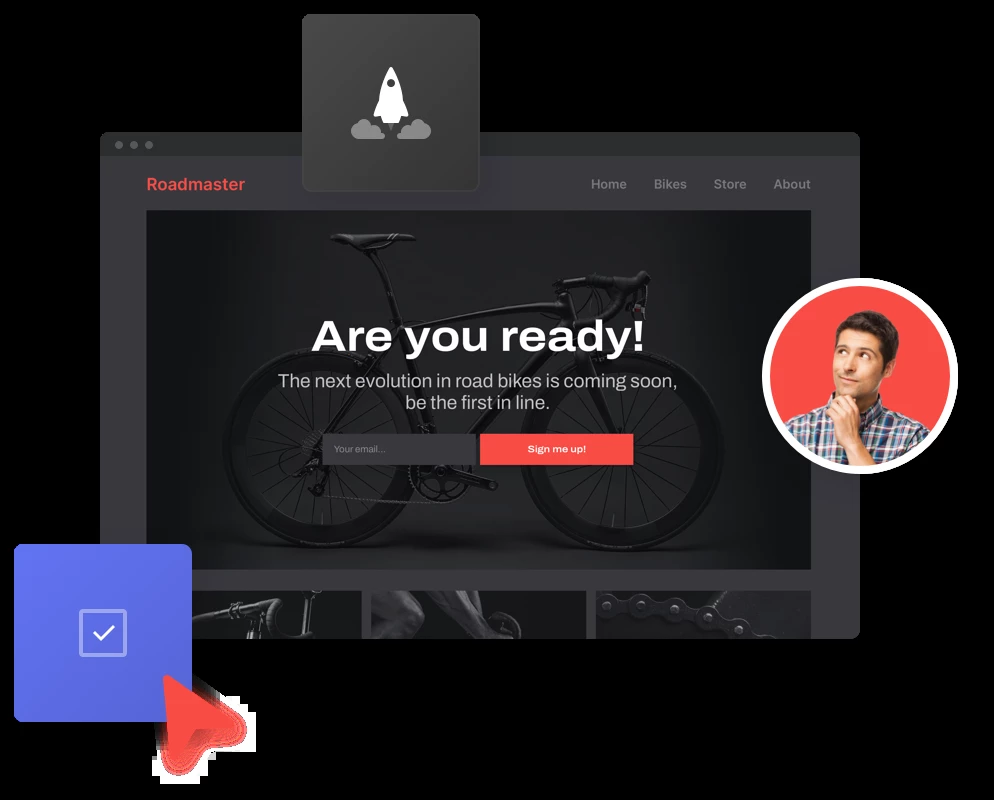 Roadmaster
Home Bikes Store About
Are you ready!
The next evolution in road bikes is coming soon,
be the first in line.
Your email...
Sign me up!